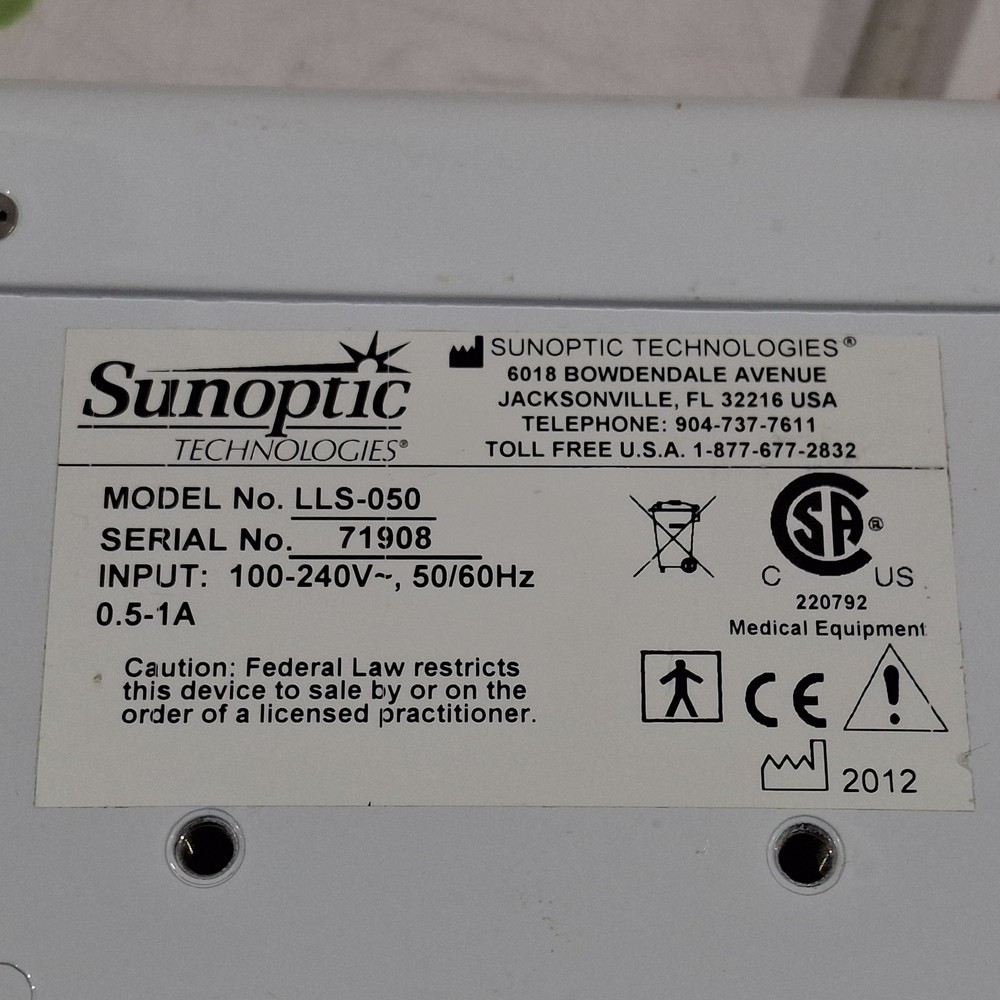 Sunoptic
TECHNOLOGIES®
SUNOPTIC TECHNOLOGIES®
6018 BOWDENDALE AVENUE
JACKSONVILLE, FL 32216 USA
TELEPHONE: 904-737-7611
TOLL FREE U.S.A. 1-877-677-2832
MODEL No. LLS-050
SERIAL No. 71908
INPUT: 100-240V~, 50/60Hz
0.5-1A
Caution: Federal Law restricts
this device to sale by or on the
order of a licensed practitioner.
SA®
C US
220792
Medical Equipment
CE
2012